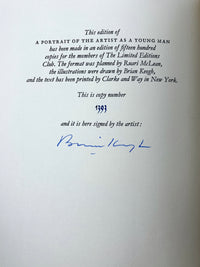 This edition of
A PORTRAIT OF THE ARTIST AS A YOUNG MAN
has been made in an edition of fifteen hundred
copies for the members of The Limited Editions
Club. The format was planned by Ruari McLean,
the illustrations were drawn by Brian Keogh,
and the text has been printed by Clarke and Way in New York.
This is copy number
1393
and it is here signed by the artist:
Brian Keogh